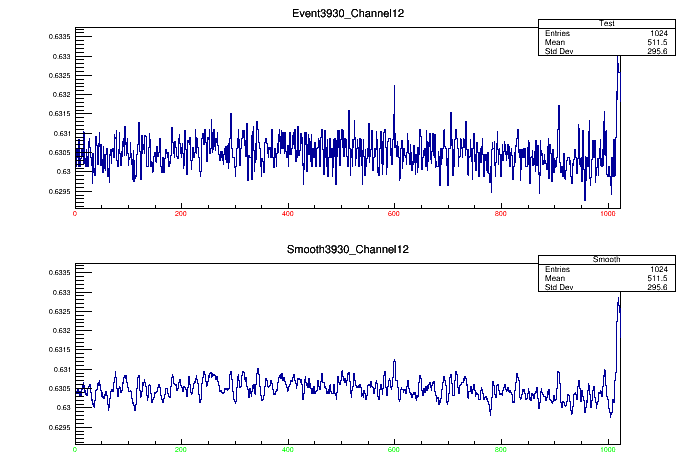 Event3930_Channel12
Test
Entries 1024
Mean 511.5
Std Dev 295.6
0.6335
0.633
0.6325
0.632
0.6315
0.631
0.6305
0.63
0.6295
0 200 400 600 800 1000
Smooth3930_Channel12
Smooth
Entries 1024
Mean 511.5
Std Dev 295.6
0.6335
0.633
0.6325
0.632
0.6315
0.631
0.6305
0.63
0.6295
0 200 400 600 800 1000